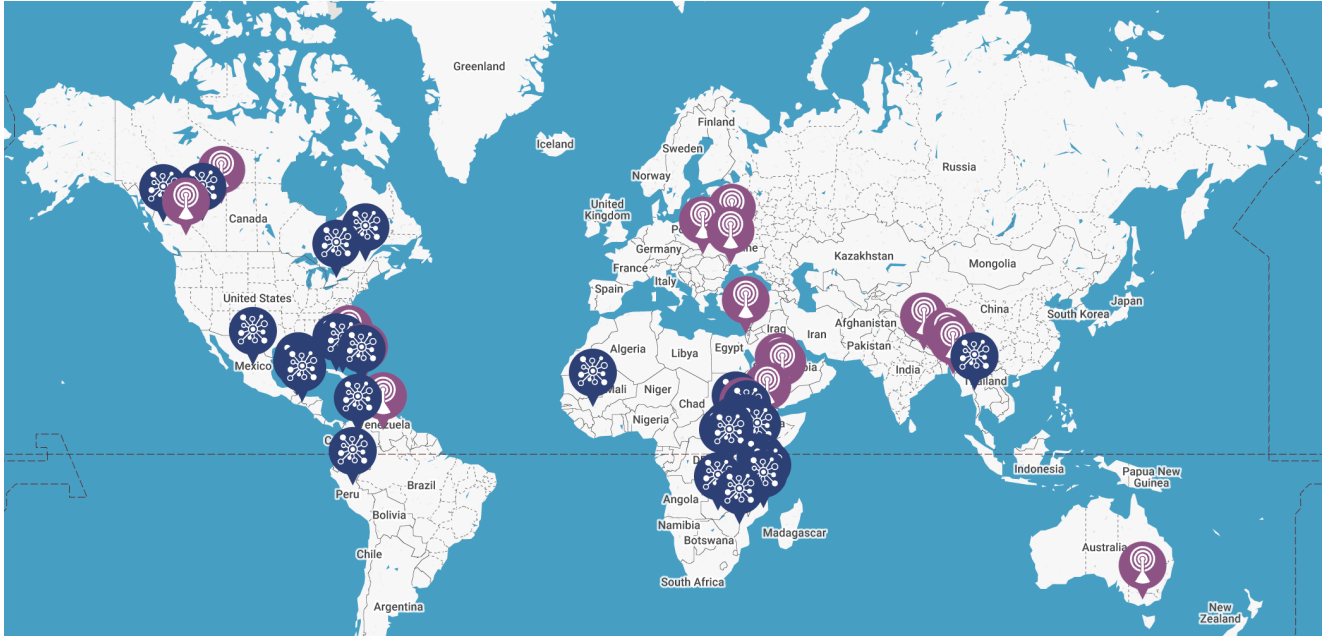 Greenland
Iceland
Finland
Sweden
Norway
Russia
United
Kingdom
Canada
Germany
France
Kazakhstan
Mongolia
Italy
Spain
United States
China
Japan
South Korea
Iraq
Iran
Afghanistan
Pakistan
Algeria
Libya
Egypt
Mexico
India
Mali
Niger
Chad
Nigeria
Indonesia
Papua New
Guinea
Peru
Brazil
Angola
Bolivia
Namibia
Botswana
Madagascar
Chile
Australia
South Africa
Argentina
New
Zealand